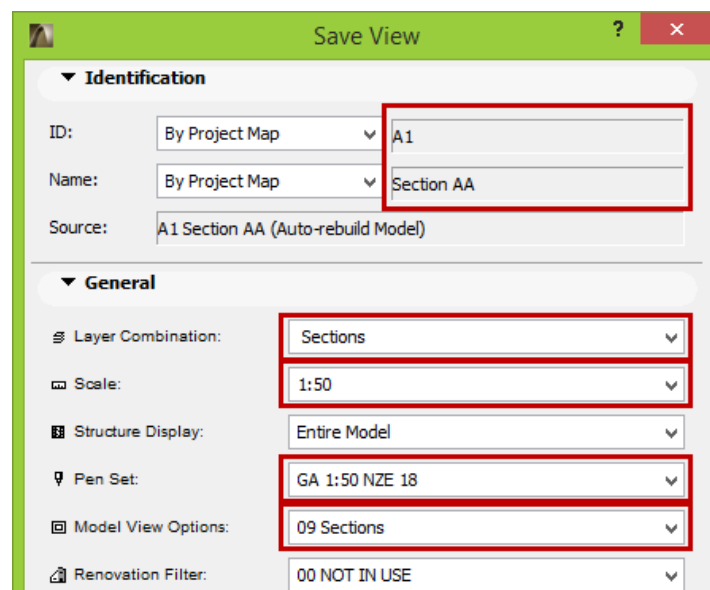 Save View
?
×
Identification
ID: By Project Map A1
Name: By Project Map Section AA
Source: A1 Section AA (Auto-rebuild Model)
General
Layer Combination: Sections
Scale: 1:50
Structure Display: Entire Model
Pen Set: GA 1:50 NZE 18
Model View Options: 09 Sections
Renovation Filter: 00 NOT IN USE